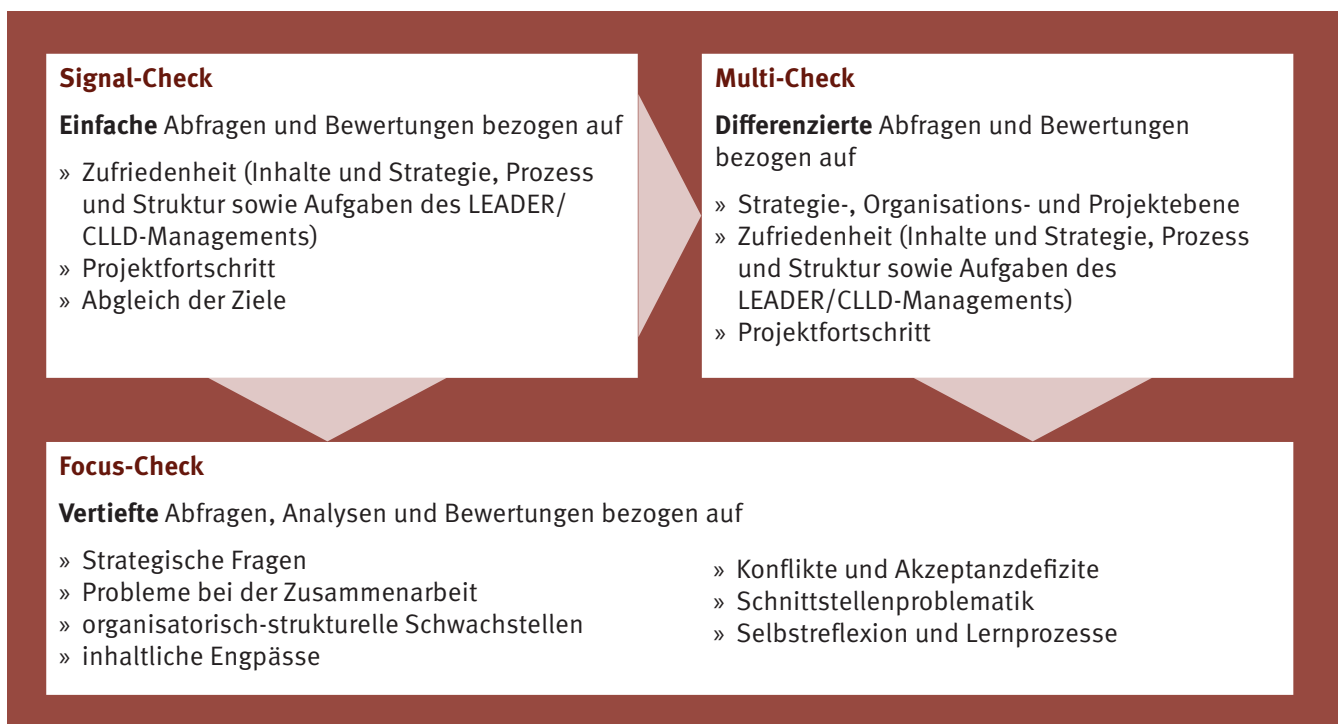 Signal-Check
Einfache Abfragen und Bewertungen bezogen auf
» Zufriedenheit (Inhalte und Strategie, Prozess
und Struktur sowie Aufgaben des LEADER/
CLLD-Managements)
» Projektfortschritt
» Abgleich der Ziele
Multi-Check
Differenzierte Abfragen und Bewertungen
bezogen auf
» Strategie-, Organisations- und Projektebene
» Zufriedenheit (Inhalte und Strategie, Prozess
und Struktur sowie Aufgaben des
LEADER/CLLD-Managements)
» Projektfortschritt
Focus-Check
Vertiefte Abfragen, Analysen und Bewertungen bezogen auf
» Strategische Fragen
» Probleme bei der Zusammenarbeit
» organisatorisch-strukturelle Schwachstellen
» inhaltliche Engpässe
» Konflikte und Akzeptanzdefizite
» Schnittstellenproblematik
» Selbstreflexion und Lernprozesse